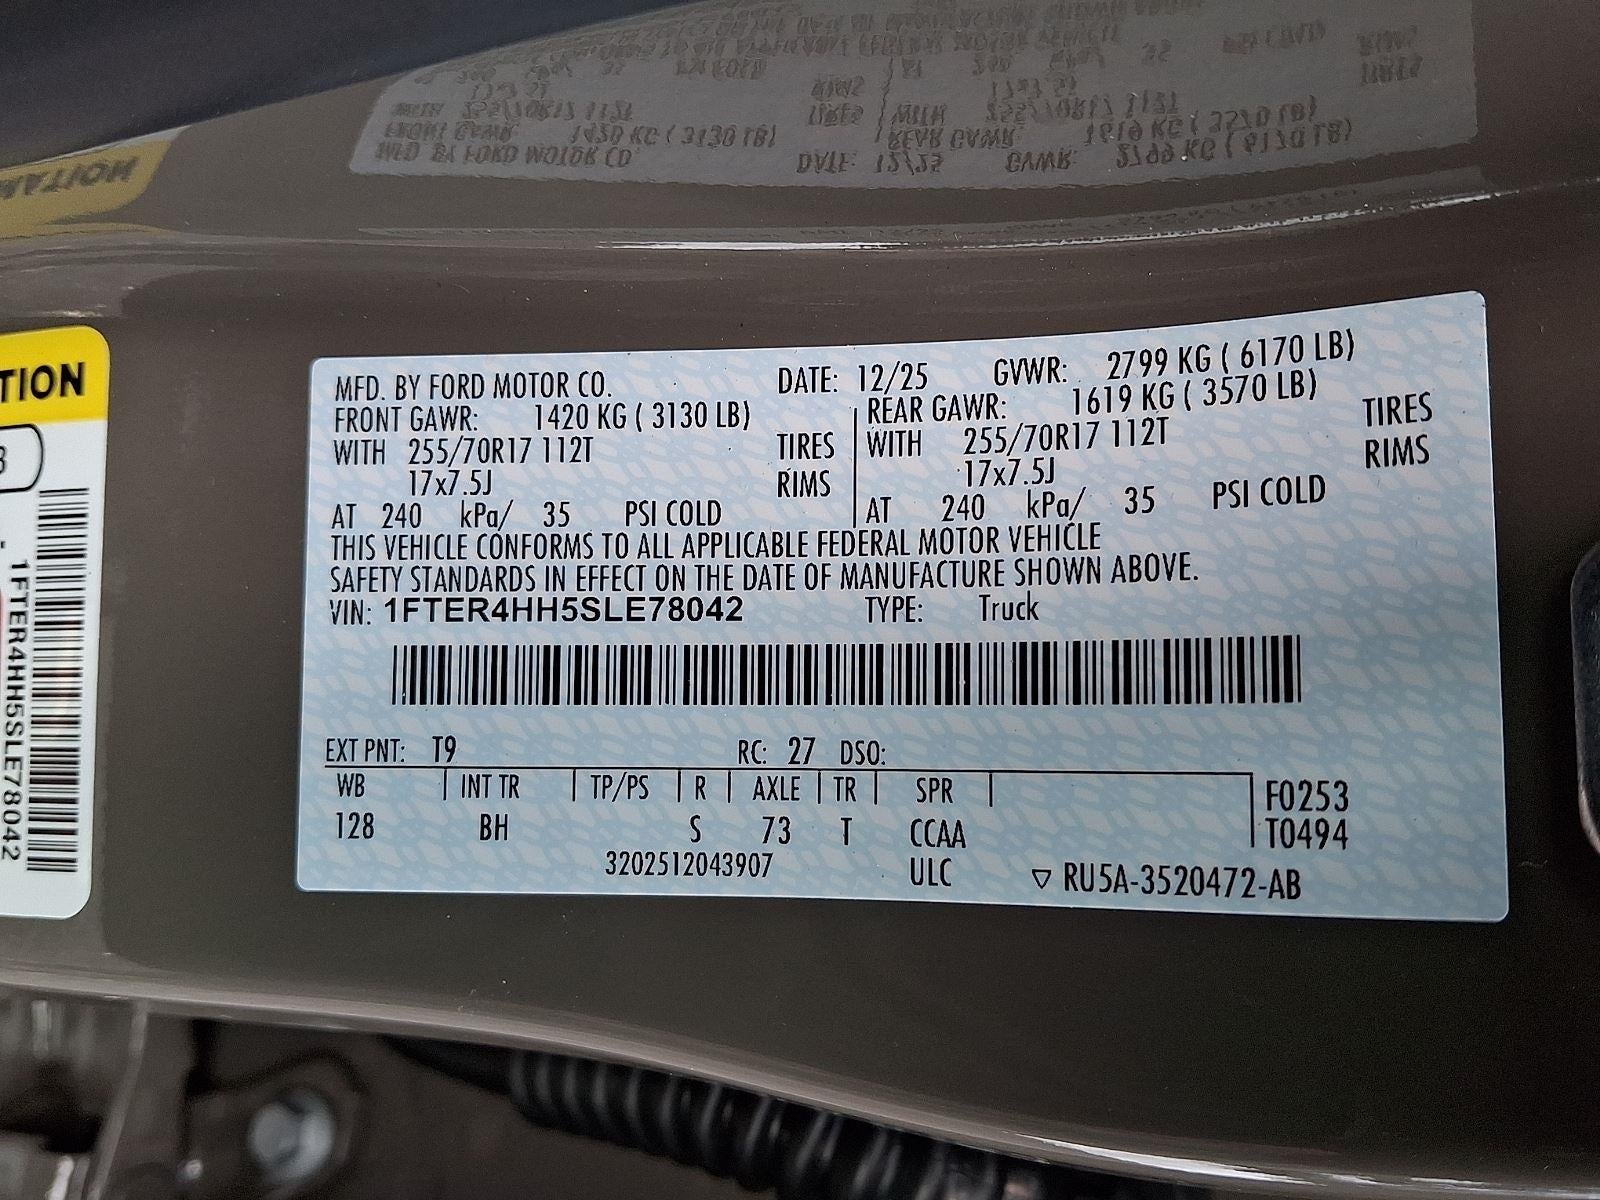 MFD. BY FORD MOTOR CO. DATE: 12/25 GVWR: 2799 KG ( 6170 LB)
FRONT GAWR: 1420 KG ( 3130 LB) REAR GAWR: 1619 KG ( 3570 LB)
WITH 255/70R17 112T TIRES WITH 255/70R17 112T TIRES
17x7.5J RIMS 17x7.5J RIMS
AT 240 kPa/ 35 PSI COLD AT 240 kPa/ 35 PSI COLD
THIS VEHICLE CONFORMS TO ALL APPLICABLE FEDERAL MOTOR VEHICLE
SAFETY STANDARDS IN EFFECT ON THE DATE OF MANUFACTURE SHOWN ABOVE.
VIN: 1FTER4HH5SLE78042 TYPE: Truck
EXT PNT: T9 RC: 27 DSO:
WB INT TR TP/PS R AXLE TR SPR F0253
128 BH S 73 T CCAA T0494
3202512043907 ULC ▽ RU5A-3520472-AB
TION
3
- 1FTER4HH5SLE78042